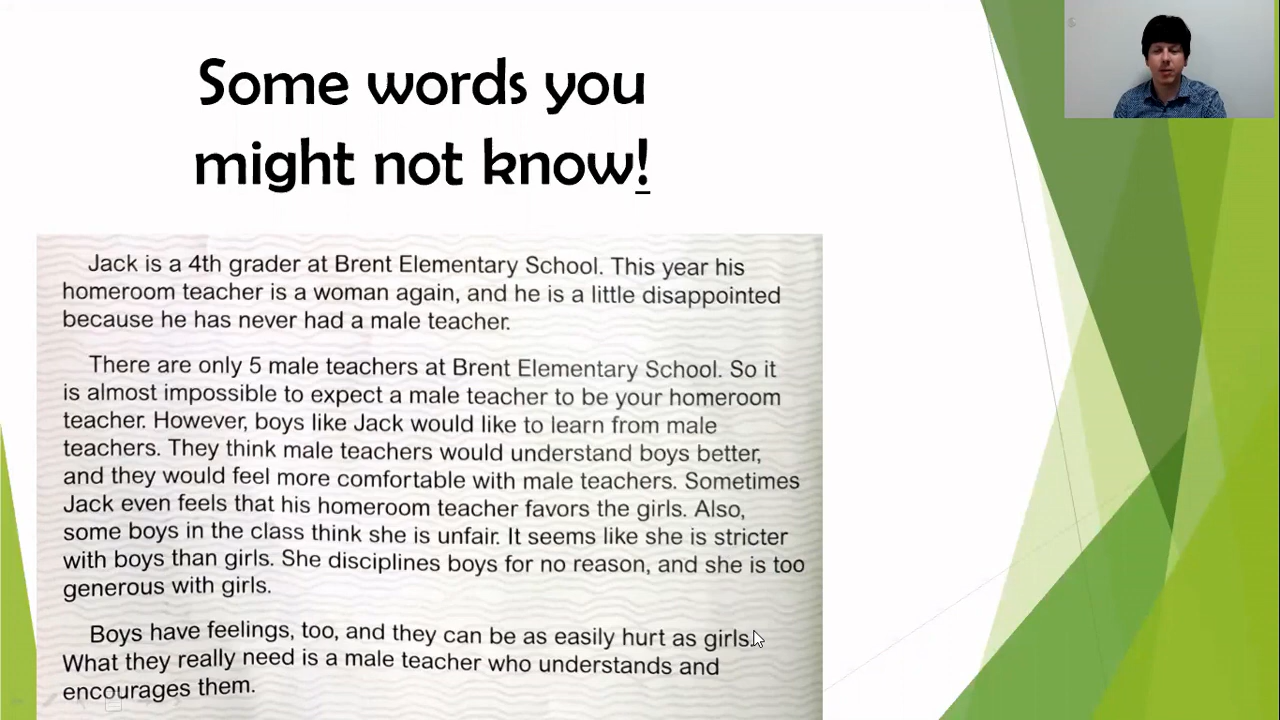 Some words you
might not know!
Jack is a 4th grader at Brent Elementary School. This year his
homeroom teacher is a woman again, and he is a little disappointed
because he has never had a male teacher.
There are only 5 male teachers at Brent Elementary School. So it
is almost impossible to expect a male teacher to be your homeroom
teacher. However, boys like Jack would like to learn from male
teachers. They think male teachers would understand boys better,
and they would feel more comfortable with male teachers. Sometimes
Jack even feels that his homeroom teacher favors the girls. Also,
some boys in the class think she is unfair. It seems like she is stricter
with boys than girls. She disciplines boys for no reason, and she is too
generous with girls.
Boys have feelings, too, and they can be as easily hurt as girls.
What they really need is a male teacher who understands and
encourages them.